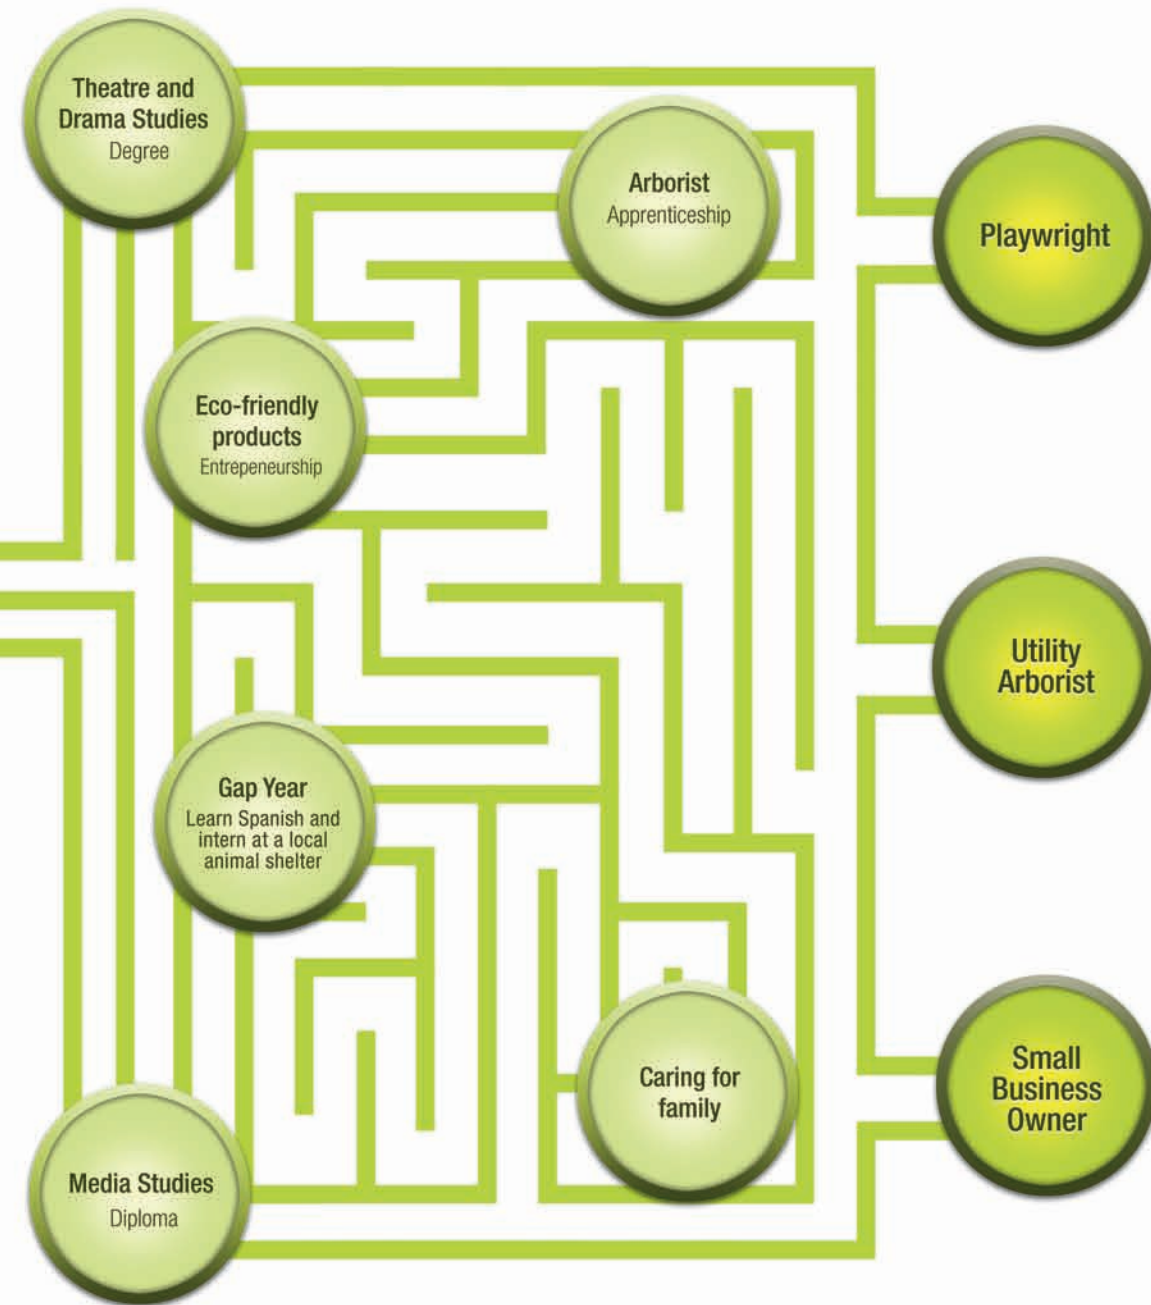 Theatre and
Drama Studies
Degree
Arborist
Apprenticeship
Playwright
Eco-friendly
products
Entrepeneurship
Utility
Arborist
Gap Year
Learn Spanish and
intern at a local
animal shelter
Caring for
family
Small
Business
Owner
Media Studies
Diploma